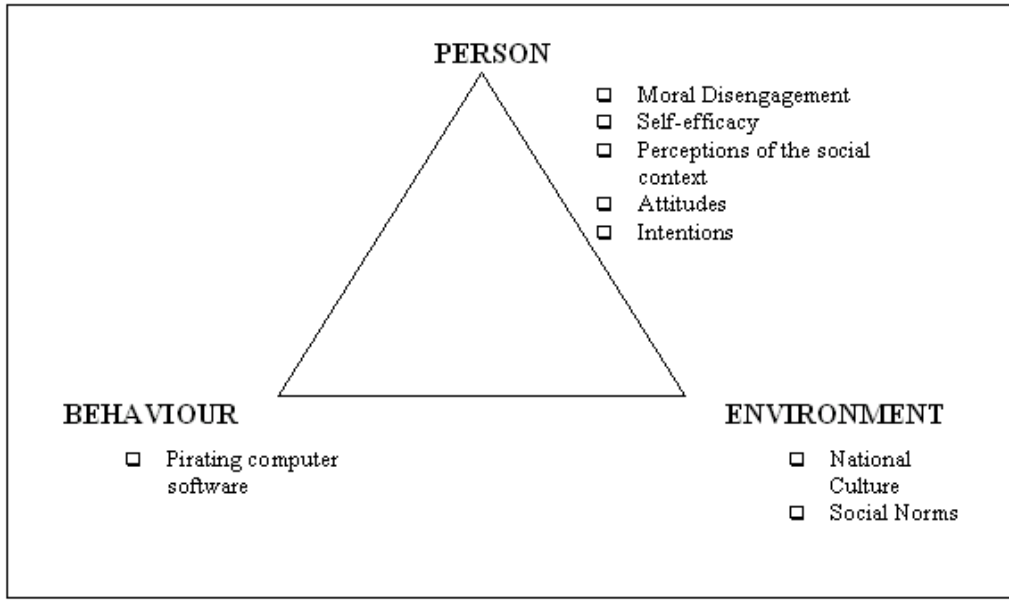 PERSON
❑ Moral Disengagement
❑ Self-efficacy
❑ Perceptions of the social
context
❑ Attitudes
❑ Intentions
BEHAVIOUR
❑ Pirating computer
software
ENVIRONMENT
❑ National
Culture
❑ Social Norms